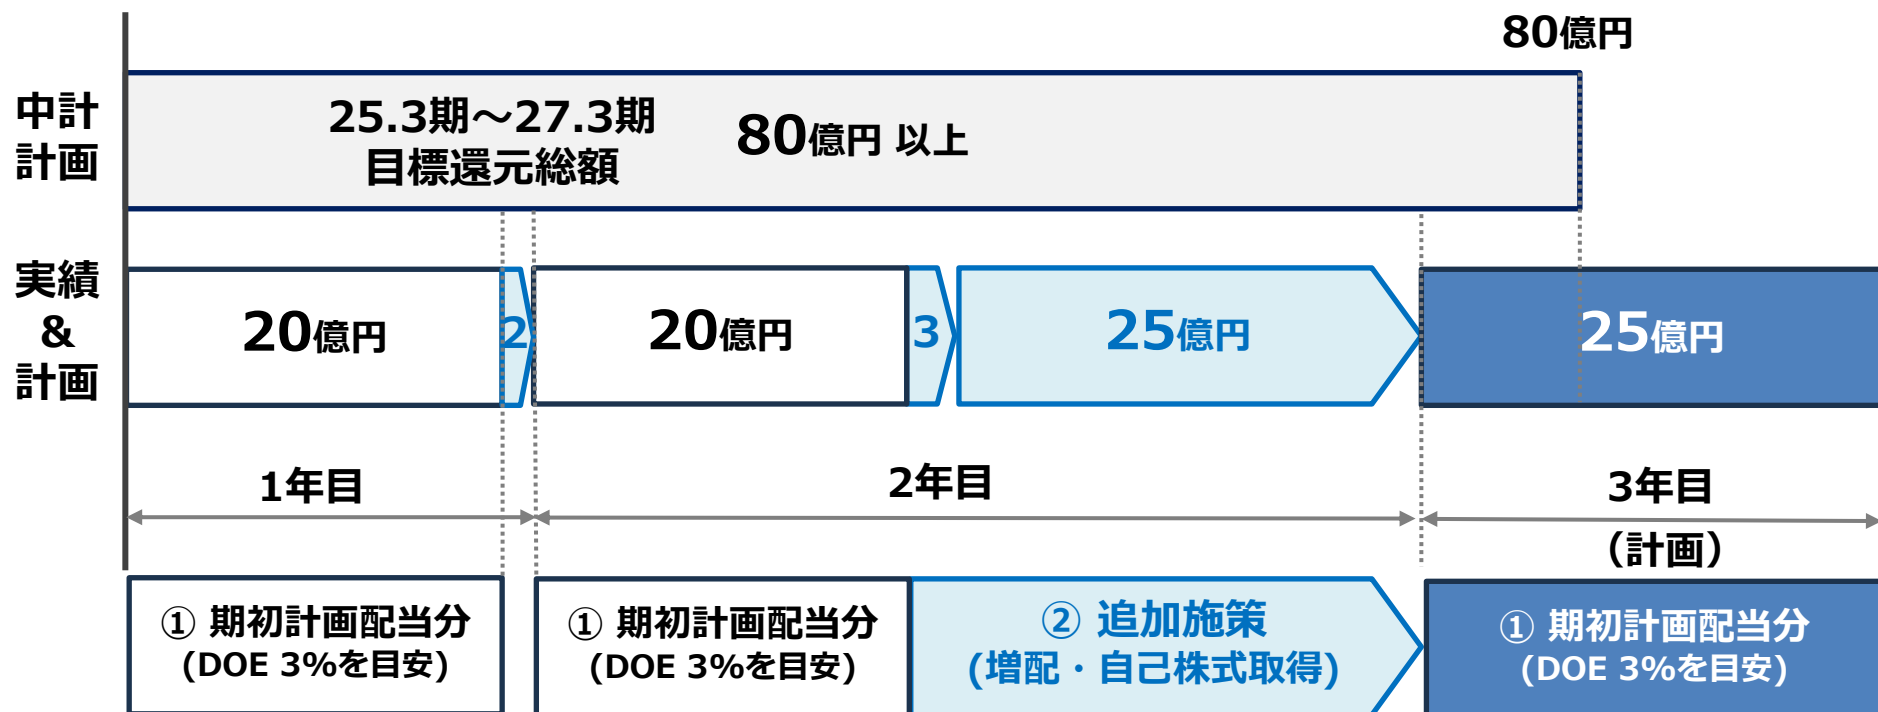 80億円
中計
計画
25.3期～27.3期
目標還元総額
80億円 以上
実績
&
計画
20億円
2
20億円
3
25億円
25億円
1年目
2年目
3年目
（計画）
① 期初計画配当分
(DOE 3%を目安)
① 期初計画配当分
(DOE 3%を目安)
② 追加施策
(増配・自己株式取得)
① 期初計画配当分
(DOE 3%を目安)